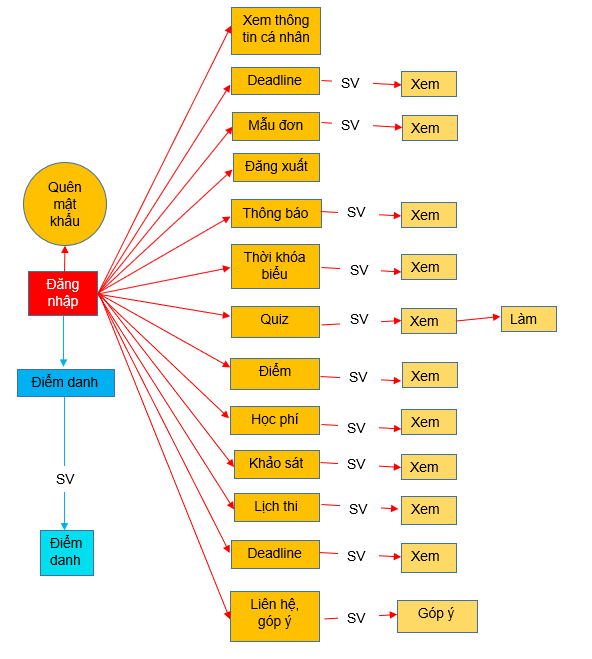 Xem thông
tin cá nhân
Deadline
SV
Xem
Mẫu đơn
SV
Xem
Đăng xuất
Quên
mật
khẩu
Thông báo
SV
Xem
Thời khóa
biểu
SV
Xem
Đăng
nhập
Quiz
SV
Xem
Làm
Điểm
SV
Xem
Điểm danh
Học phí
SV
Xem
Khảo sát
SV
Xem
SV
Lịch thi
SV
Xem
Điểm
danh
Deadline
SV
Xem
Liên hệ,
góp ý
SV
Góp ý